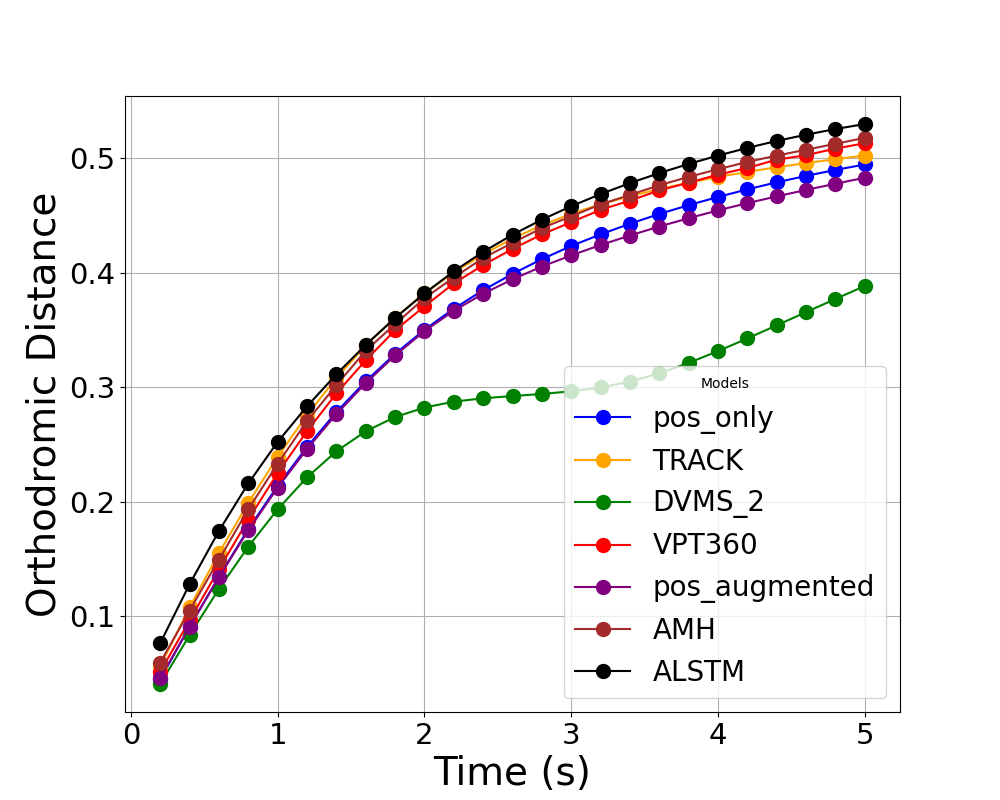 Orthodromic Distance
0.5
0.4
0.3
0.2
0.1
Models
pos_only
TRACK
DVMS_2
VPT360
pos_augmented
AMH
ALSTM
0 1 2 3 4 5
Time (s)